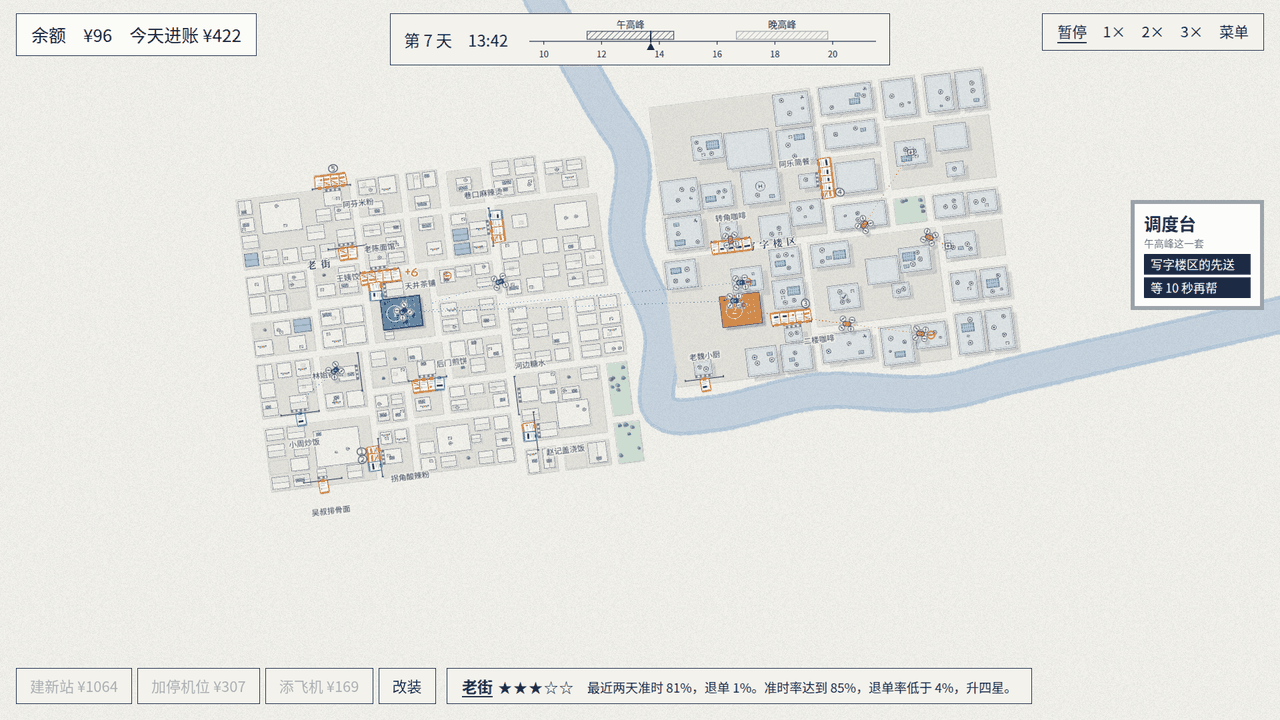 余额 ¥96 今天进账 ¥422
第 7 天 13:42
午高峰 晚高峰
10 12 14 16 18 20
暂停 1× 2× 3× 菜单
阿乐简餐
巷口麻辣烫
阿芬米粉
转角咖啡
老陈面馆
字楼区
老街
+6
天井茶铺
调度台
午高峰这一套
写字楼区的先送
等 10 秒再帮
二楼咖啡
老魏小厨
后门煎饼
河边糖水
小周炒饭
赵记盖浇饭
拐角酸辣粉
吴叔排骨面
建新站 ¥1064
加停机位 ¥307
添飞机 ¥169
改装
老街 ★★★☆☆ 最近两天准时 81%，退单 1%。准时率达到 85%，退单率低于 4%，升四星。